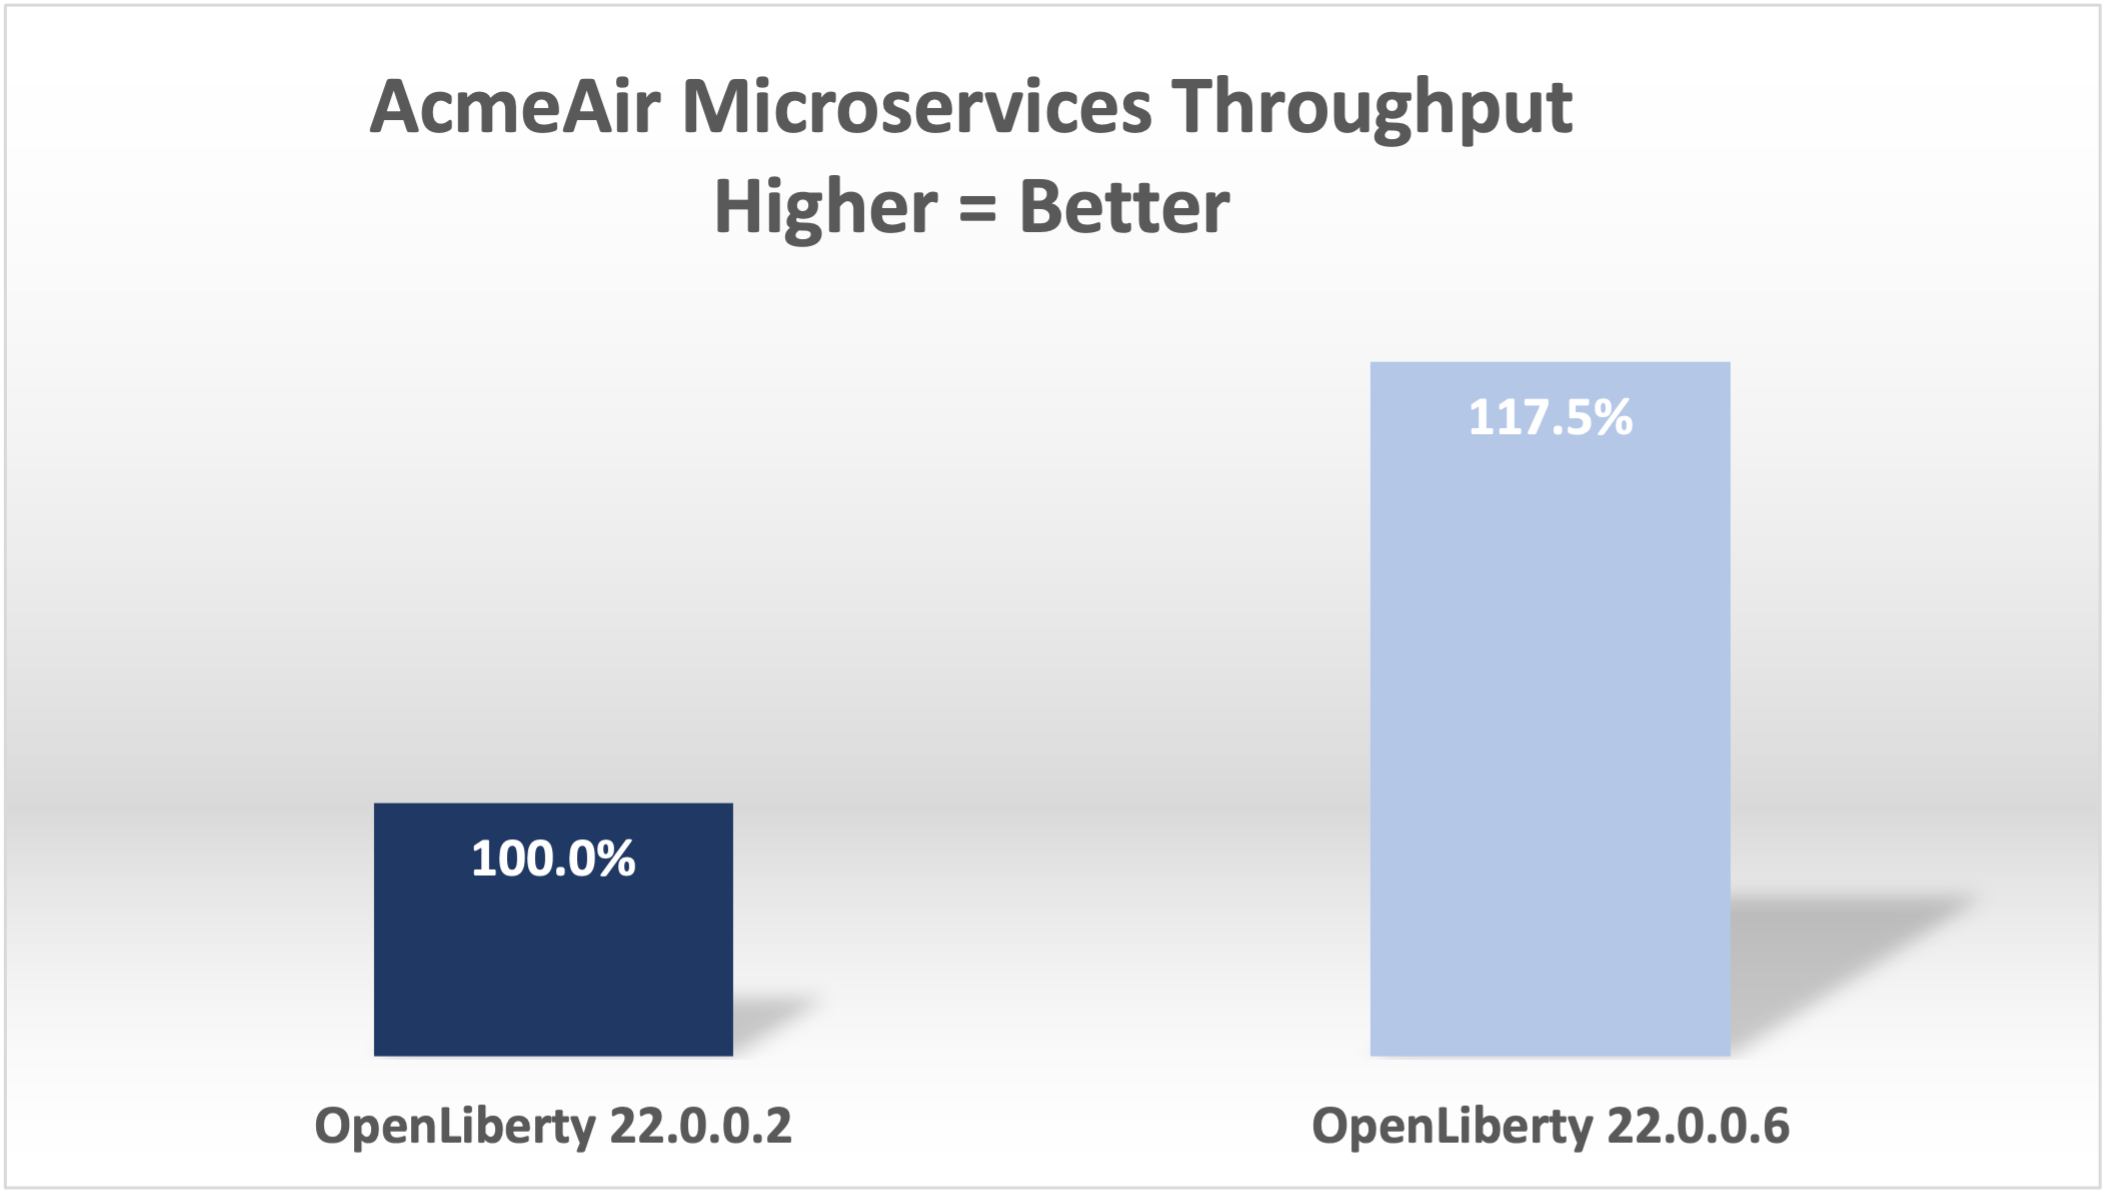 AcmeAir Microservices Throughput
Higher = Better
117.5%
100.0%
OpenLiberty 22.0.0.2
OpenLiberty 22.0.0.6